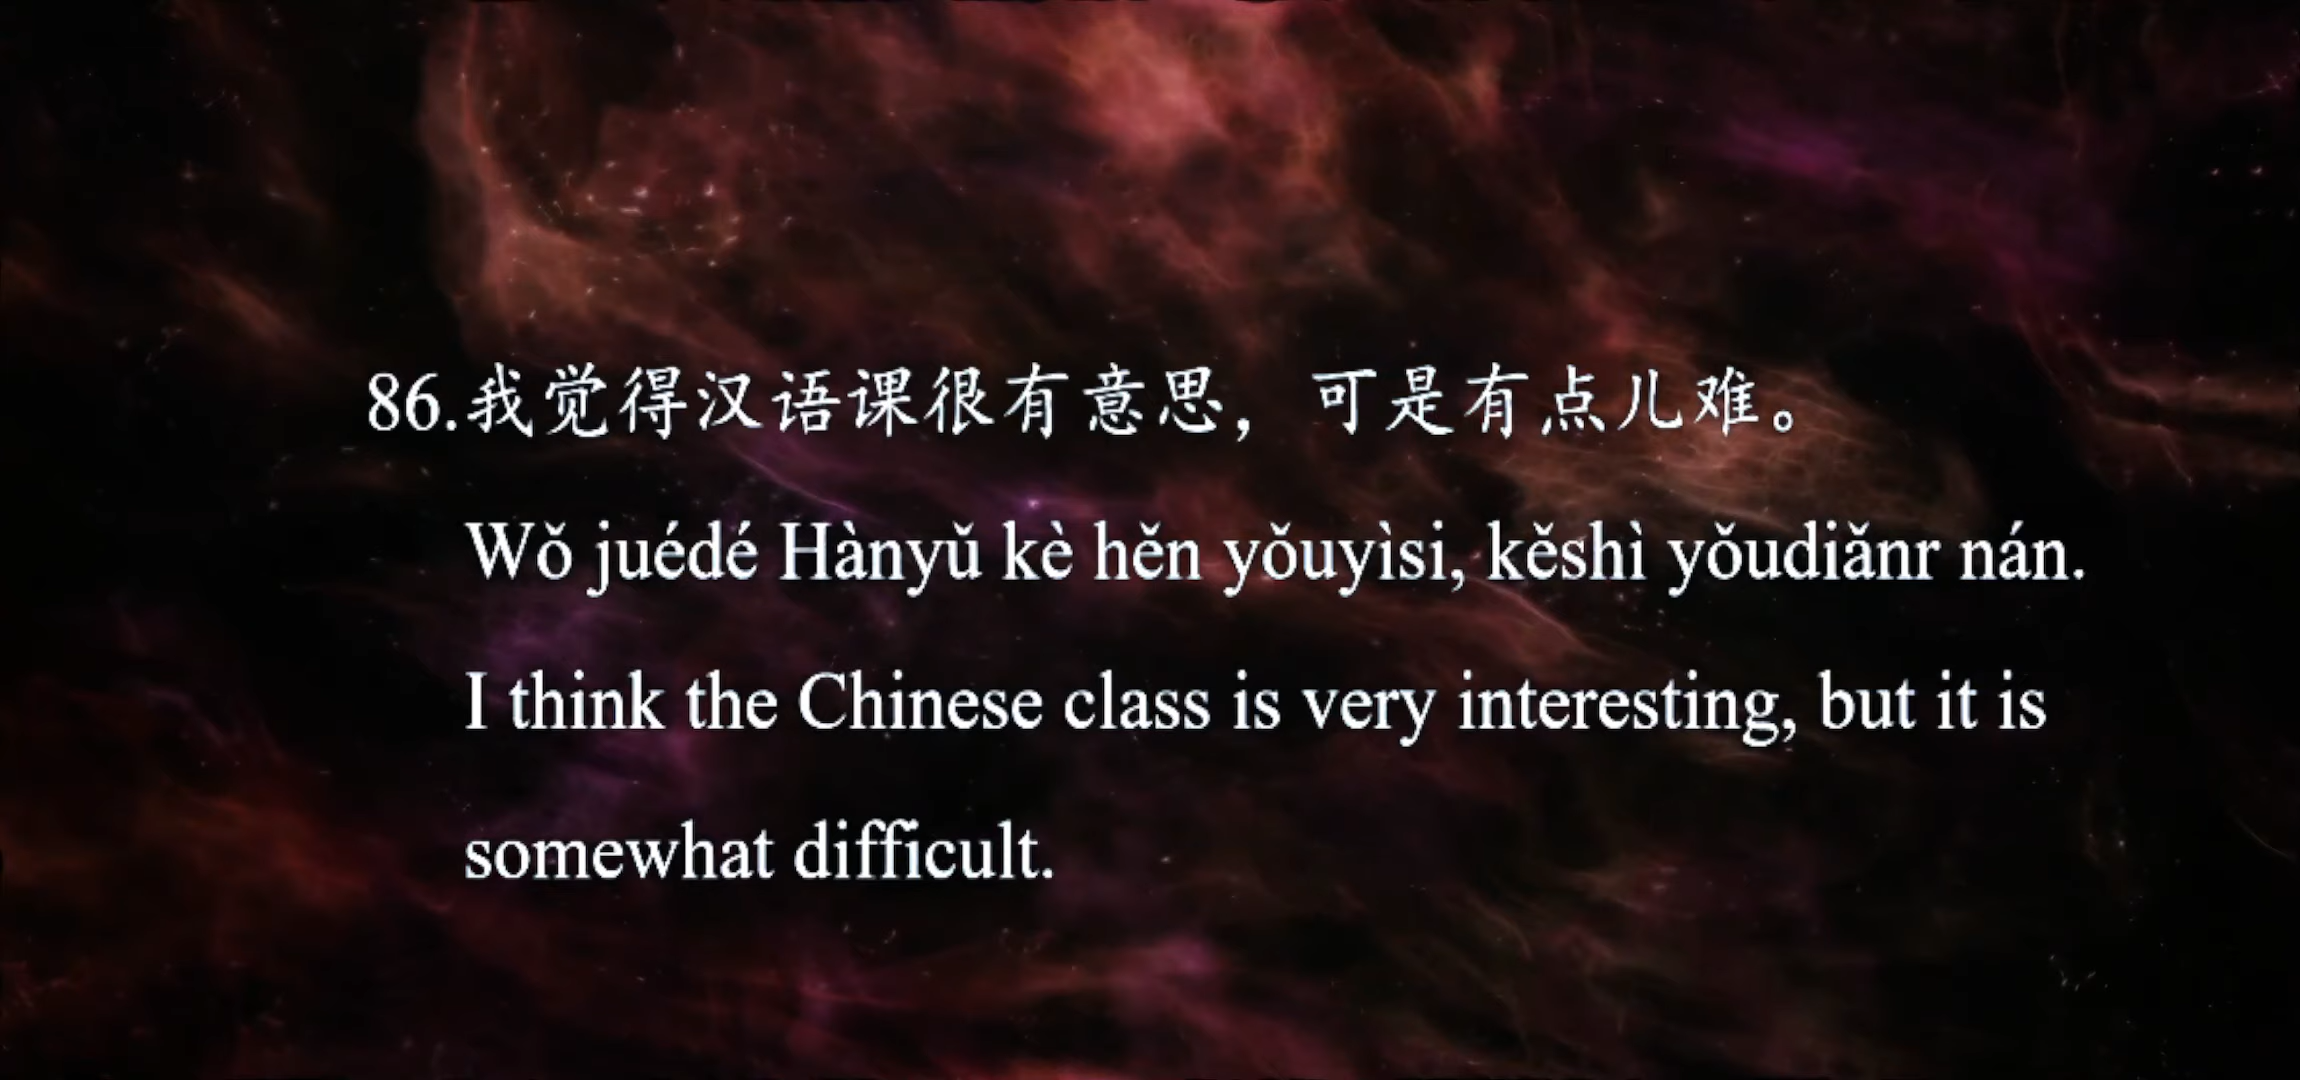 86.我觉得汉语课很有意思，可是有点儿难。
Wǒ juédé Hànyǔ kè hěn yǒuyìsi, kěshì yǒudiǎnr nán.
I think the Chinese class is very interesting, but it is
somewhat difficult.